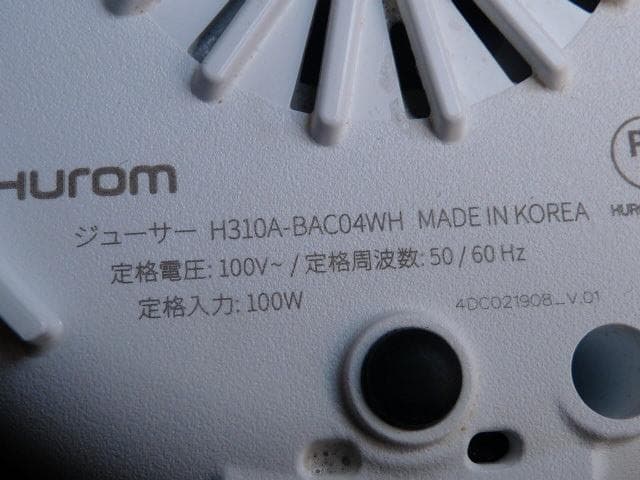 Hurom
ジューサー H310A-BAC04WH MADE IN KOREA
定格電圧: 100V~ / 定格周波数: 50 / 60 Hz
定格入力: 100W
4DC021908_V.01